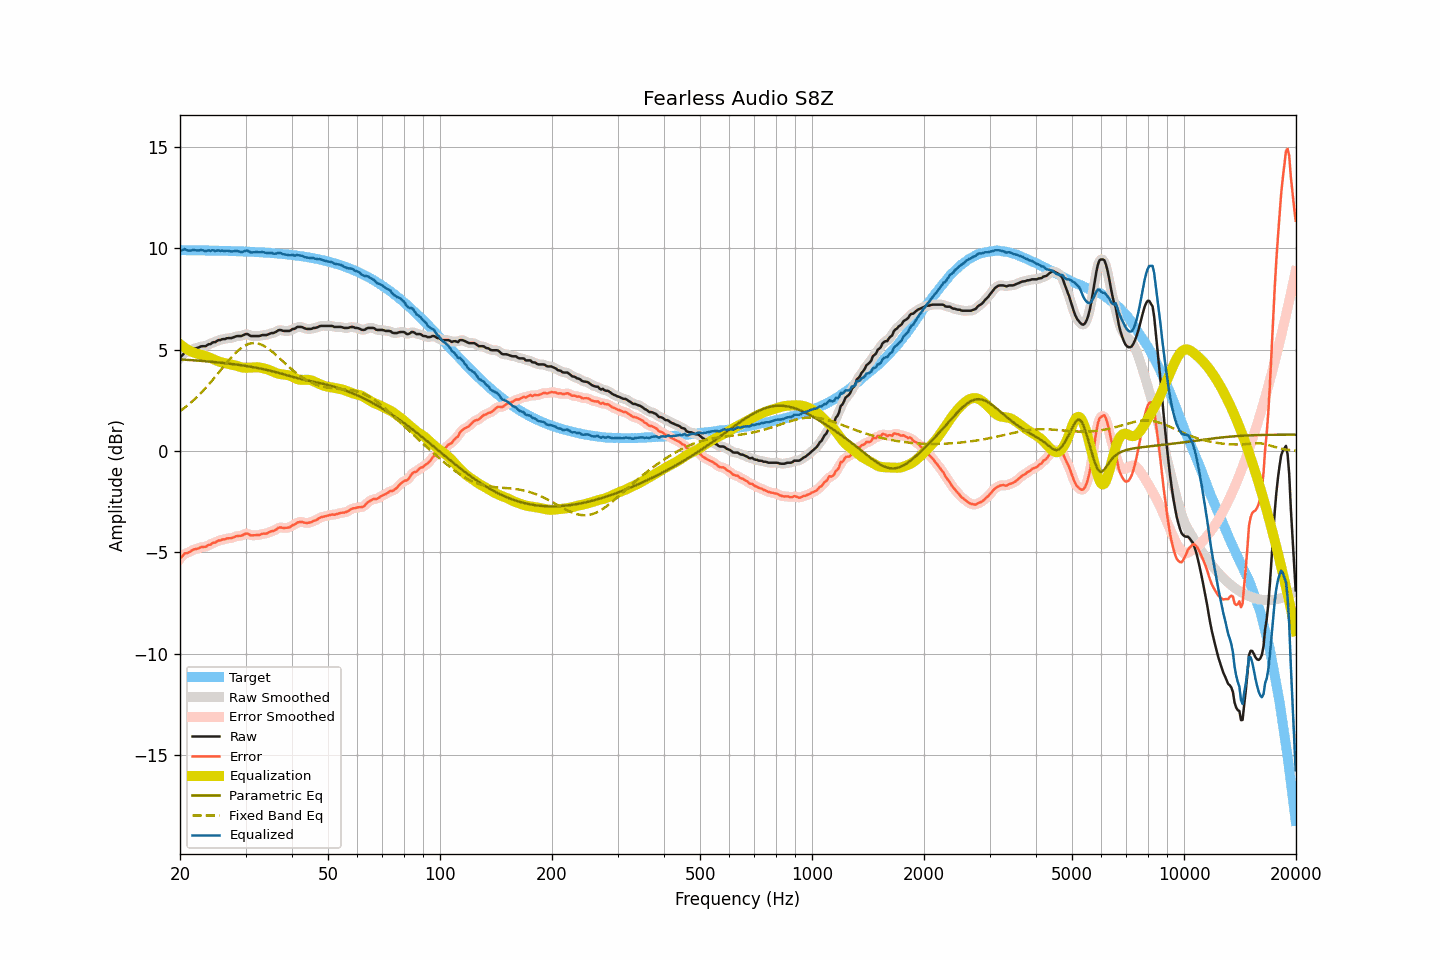 Fearless Audio S8Z
15
10
5
0
−5
−10
−15
Amplitude (dBr)
Target
Raw Smoothed
Error Smoothed
Raw
Error
Equalization
Parametric Eq
Fixed Band Eq
Equalized
20 50 100 200 500 1000 2000 5000 10000 20000
Frequency (Hz)